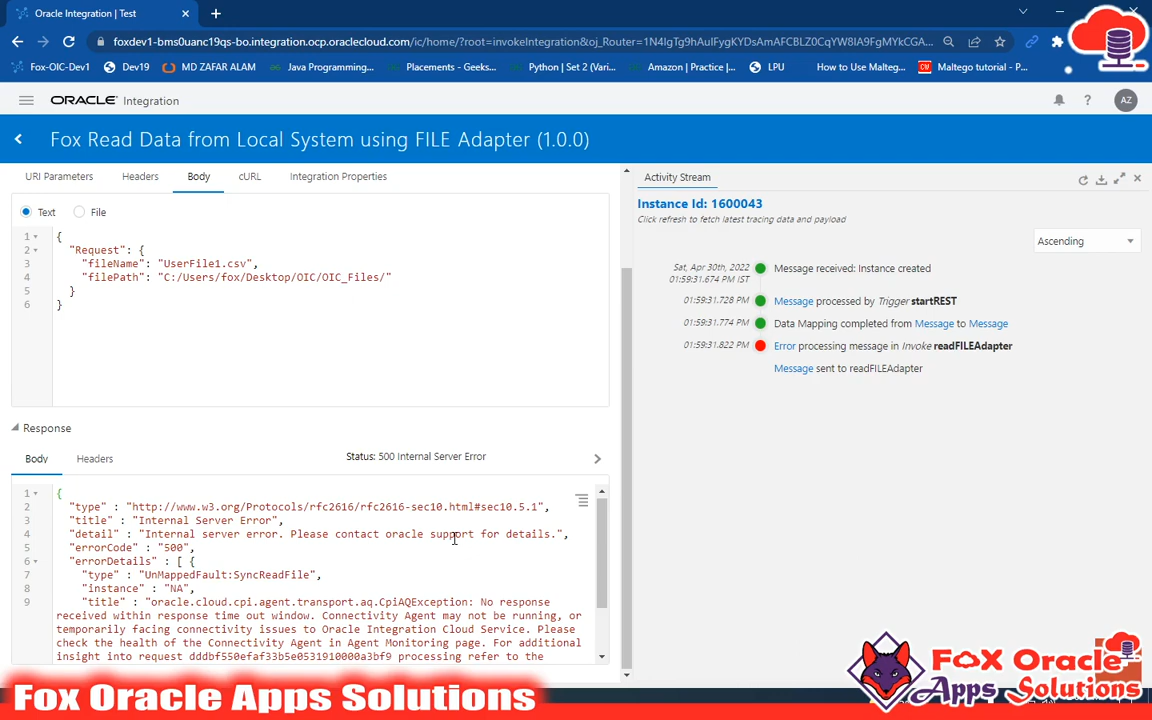 Oracle Integration | Test
foxdev1-bms0uanc19qs-bo.integration.ocp.oraclecloud.com/ic/home/?root=invokeIntegration&oj_Router=1N4IgTg9hAuIFygKYDsAmAFCBLZ0CqYW8IA9FgMYKCGA...
Fox-OIC-Dev1 Dev19 MD ZAFAR ALAM Java Programming... Placements - Geeks... Python | Set 2 (Vari... Amazon | Practice |... LPU How to Use Malteg... Maltego tutorial - P...
ORACLE Integration
AZ
Fox Read Data from Local System using FILE Adapter (1.0.0)
URI Parameters Headers Body cURL Integration Properties
Text File
1 {
2 "Request": {
3 "fileName": "UserFile1.csv",
4 "filePath": "C:/Users/fox/Desktop/OIC/OIC_Files/"
5 }
6 }
Response
Body Headers Status: 500 Internal Server Error
1 {
2 "type" : "http://www.w3.org/Protocols/rfc2616/rfc2616-sec10.html#sec10.5.1",
3 "title" : "Internal Server Error",
4 "detail" : "Internal server error. Please contact oracle support for details.",
5 "errorCode" : "500",
6 "errorDetails" : [ {
7 "type" : "UnMappedFault:SyncReadFile",
8 "instance" : "NA",
9 "title" : "oracle.cloud.cpi.agent.transport.aq.CpiAQException: No response
received within response time out window. Connectivity Agent may not be running, or
temporarily facing connectivity issues to Oracle Integration Cloud Service. Please
check the health of the Connectivity Agent in Agent Monitoring page. For additional
insight into request dddbf550efaf33b5e0531910000a3bf9 processing refer to the
Activity Stream
Instance Id: 1600043
Click refresh to fetch latest tracing data and payload
Ascending
Sat, Apr 30th, 2022 Message received: Instance created
01:59:31.674 PM IST
01:59:31.728 PM Message processed by Trigger startREST
01:59:31.774 PM Data Mapping completed from Message to Message
01:59:31.822 PM Error processing message in Invoke readFILEAdapter
Message sent to readFILEAdapter
Fox Oracle Apps Solutions
FOX Oracle
Apps Solutions